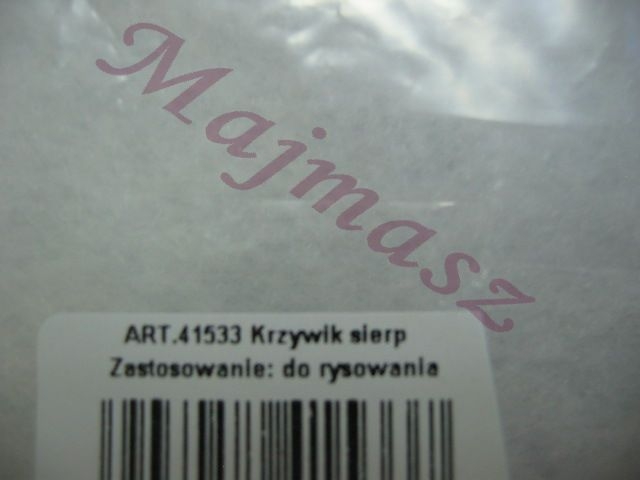 Majmasz
ART.41533 Krzywik sierp
Zastosowanie: do rysowania